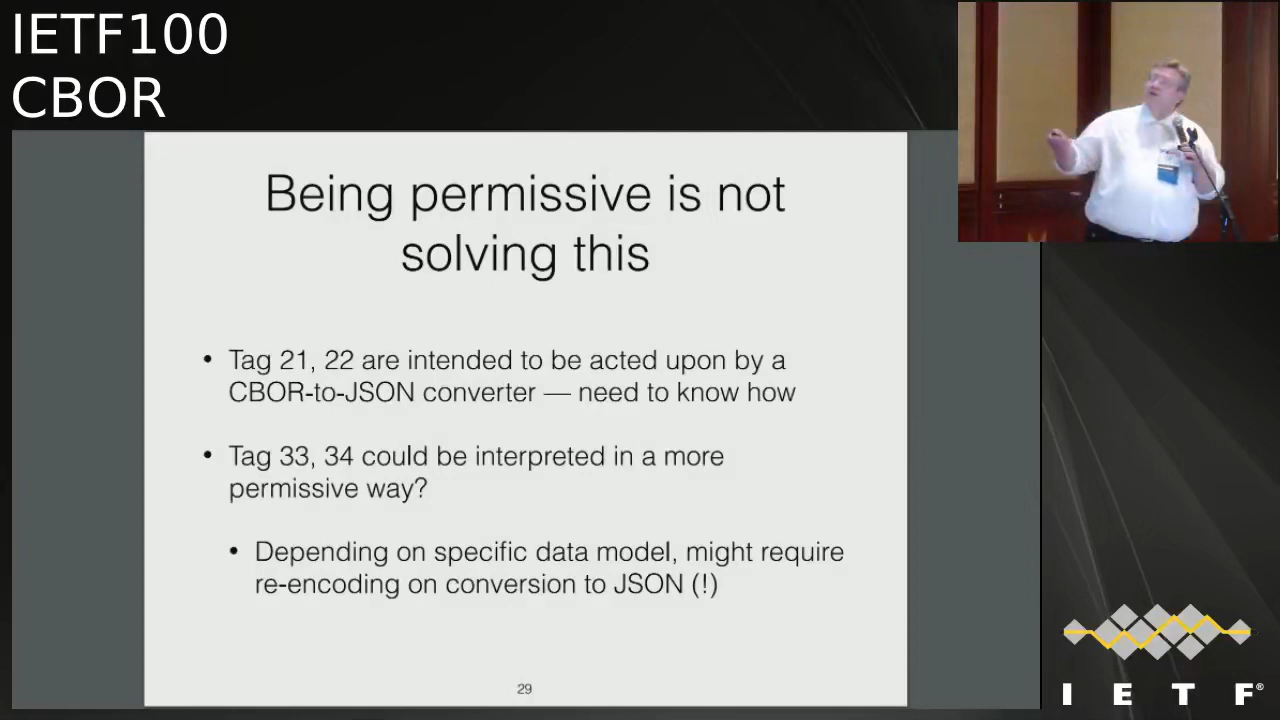 IETF100
CBOR
Being permissive is not
solving this
• Tag 21, 22 are intended to be acted upon by a
CBOR-to-JSON converter — need to know how
• Tag 33, 34 could be interpreted in a more
permissive way?
• Depending on specific data model, might require
re-encoding on conversion to JSON (!)
29
I E T F®